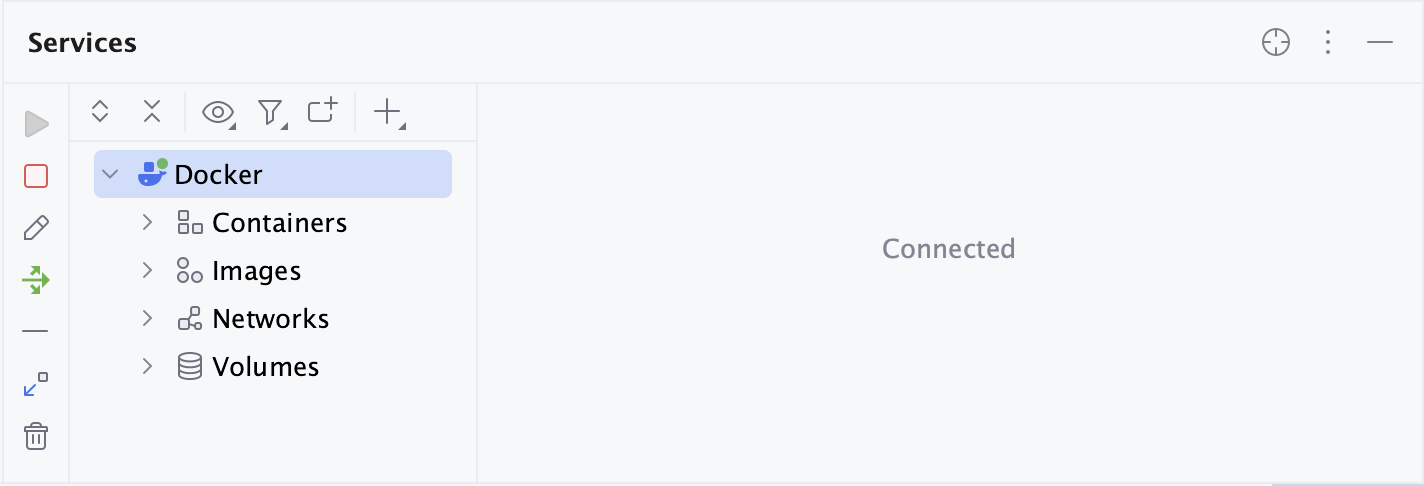 Services
Docker
Containers
Images
Networks
Volumes
Connected